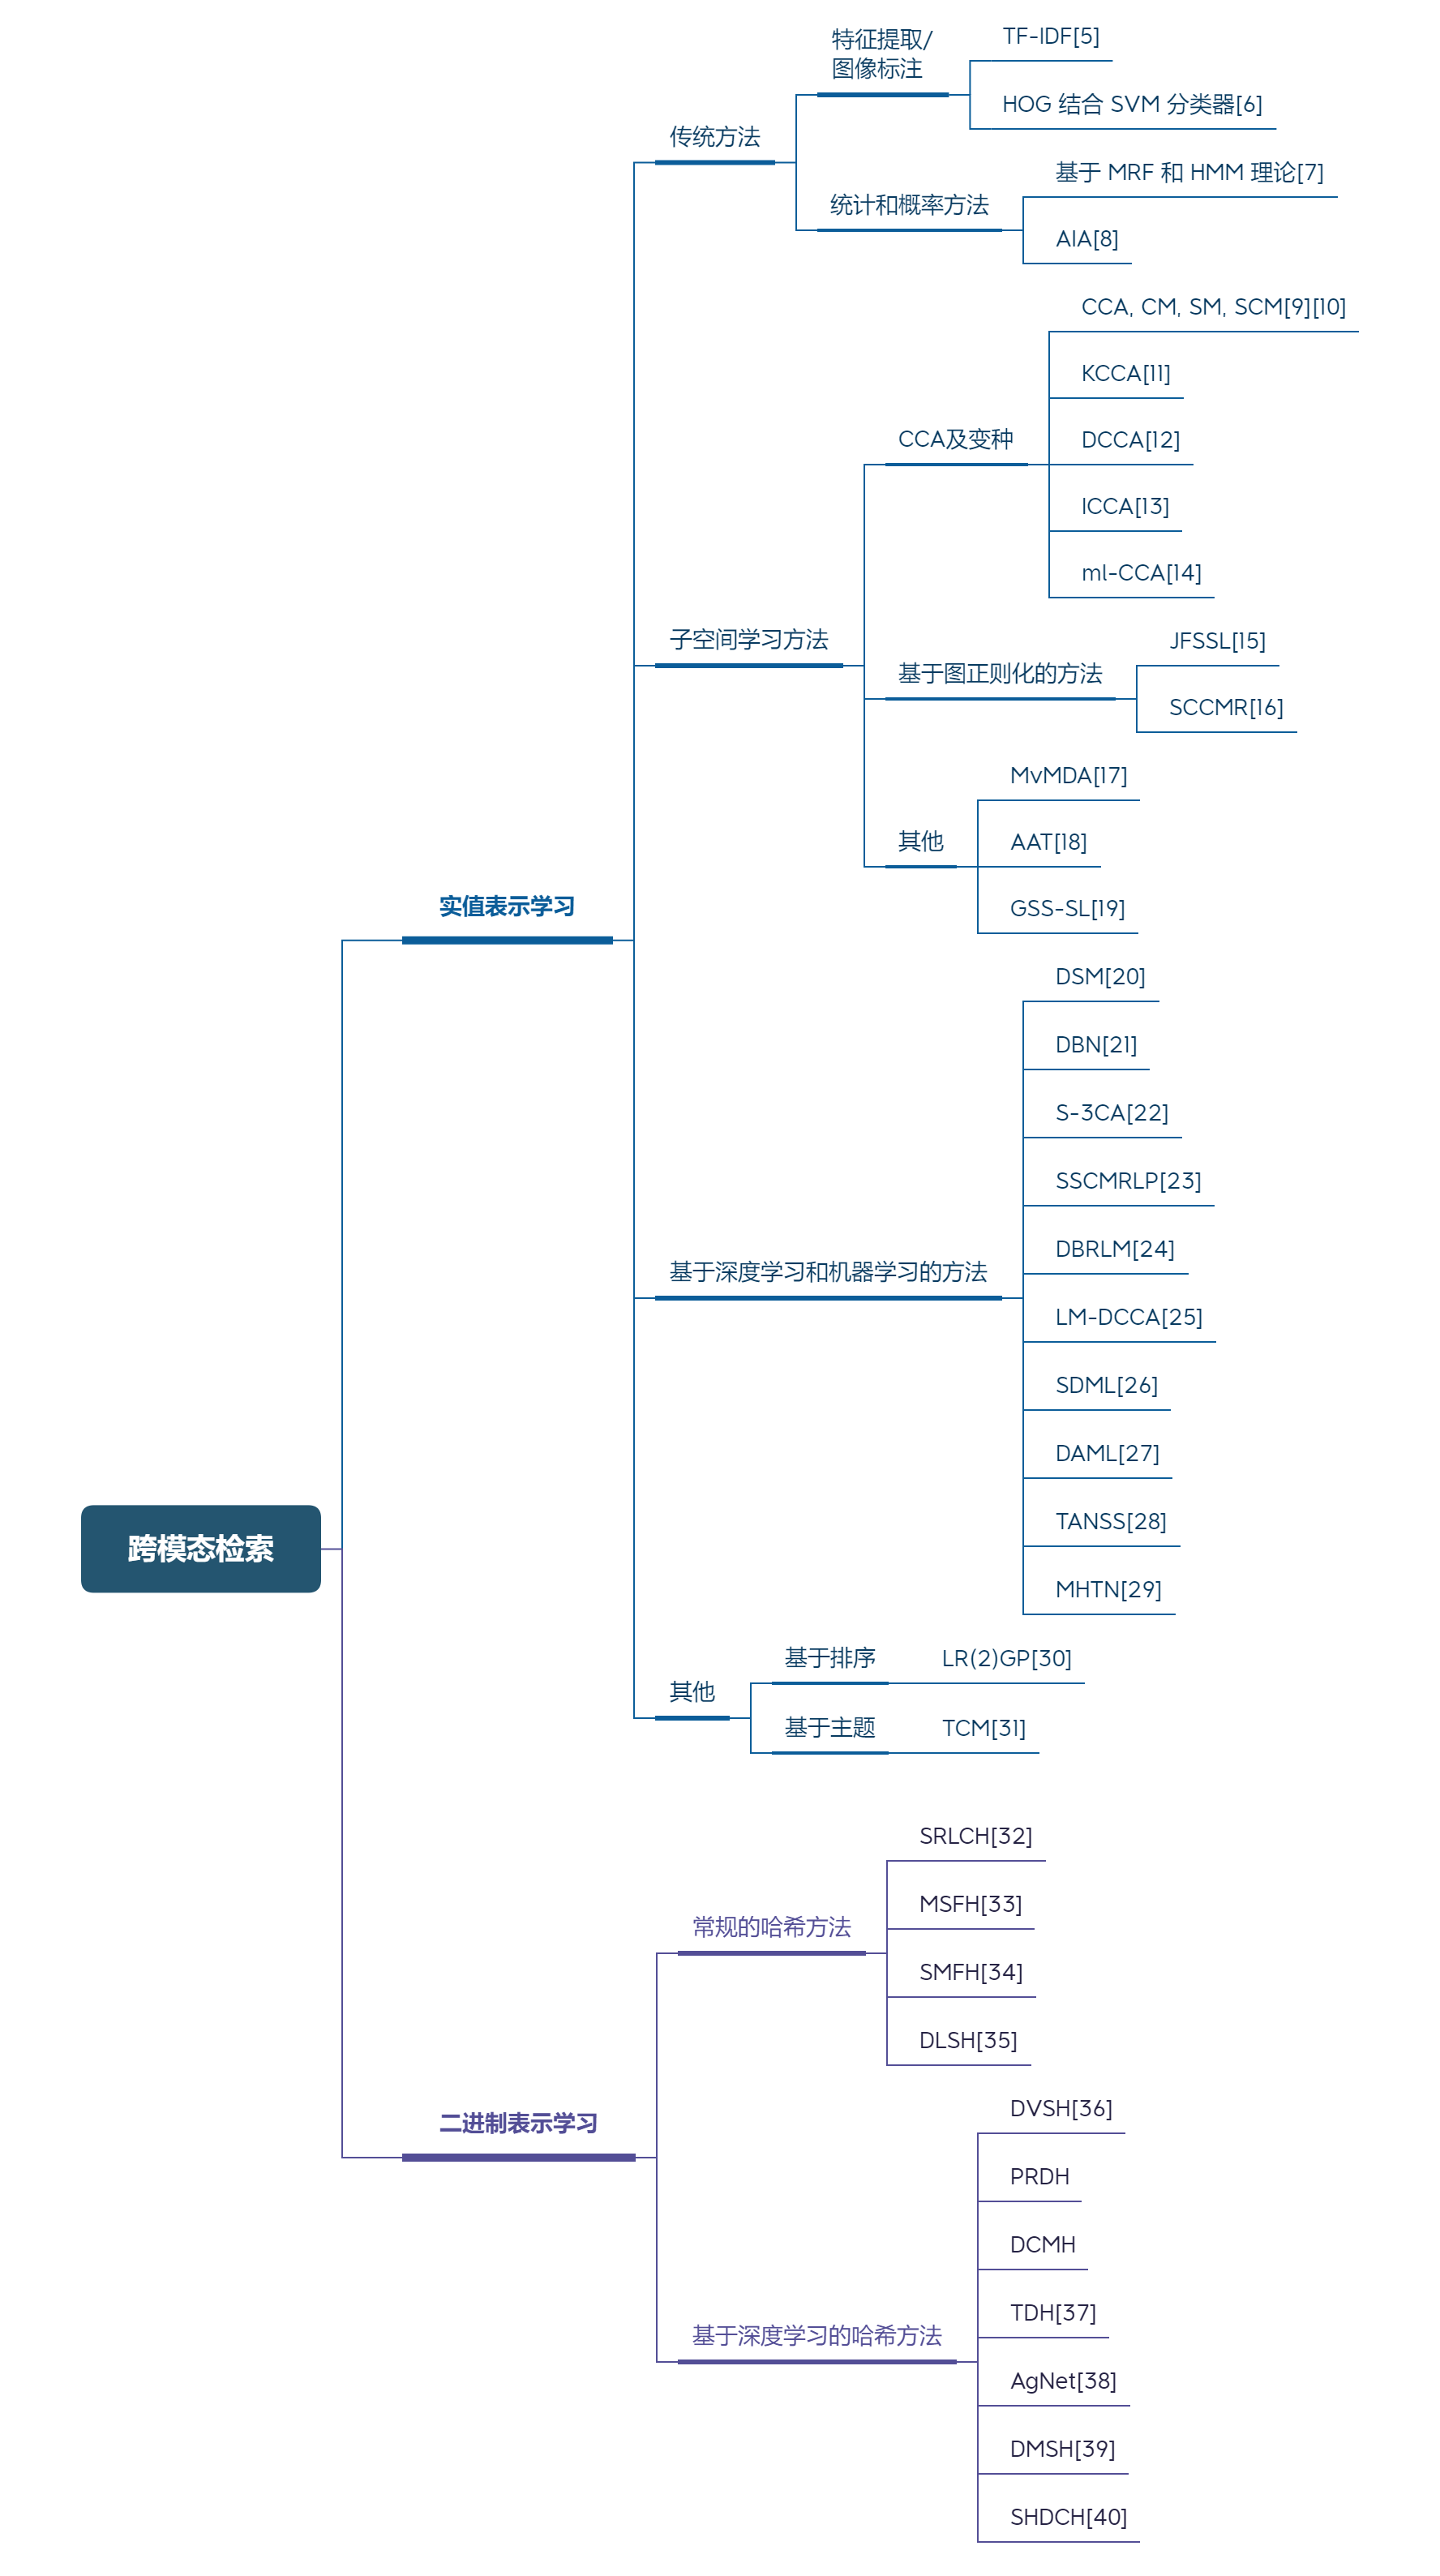 特征提取/
图像标注
TF-IDF[5]
HOG 结合 SVM 分类器[6]
传统方法
统计和概率方法
基于 MRF 和 HMM 理论[7]
AIA[8]
CCA, CM, SM, SCM[9][10]
KCCA[11]
CCA及变种
DCCA[12]
ICCA[13]
ml-CCA[14]
子空间学习方法
基于图正则化的方法
JFSSL[15]
SCCMR[16]
MvMDA[17]
其他
AAT[18]
GSS-SL[19]
实值表示学习
DSM[20]
DBN[21]
S-3CA[22]
SSCMRLP[23]
DBRLM[24]
基于深度学习和机器学习的方法
LM-DCCA[25]
SDML[26]
DAML[27]
TANSS[28]
MHTN[29]
跨模态检索
其他
基于排序
LR(2)GP[30]
基于主题
TCM[31]
SRLCH[32]
MSFH[33]
常规的哈希方法
SMFH[34]
DLSH[35]
二进制表示学习
DVSH[36]
PRDH
DCMH
TDH[37]
基于深度学习的哈希方法
AgNet[38]
DMSH[39]
SHDCH[40]